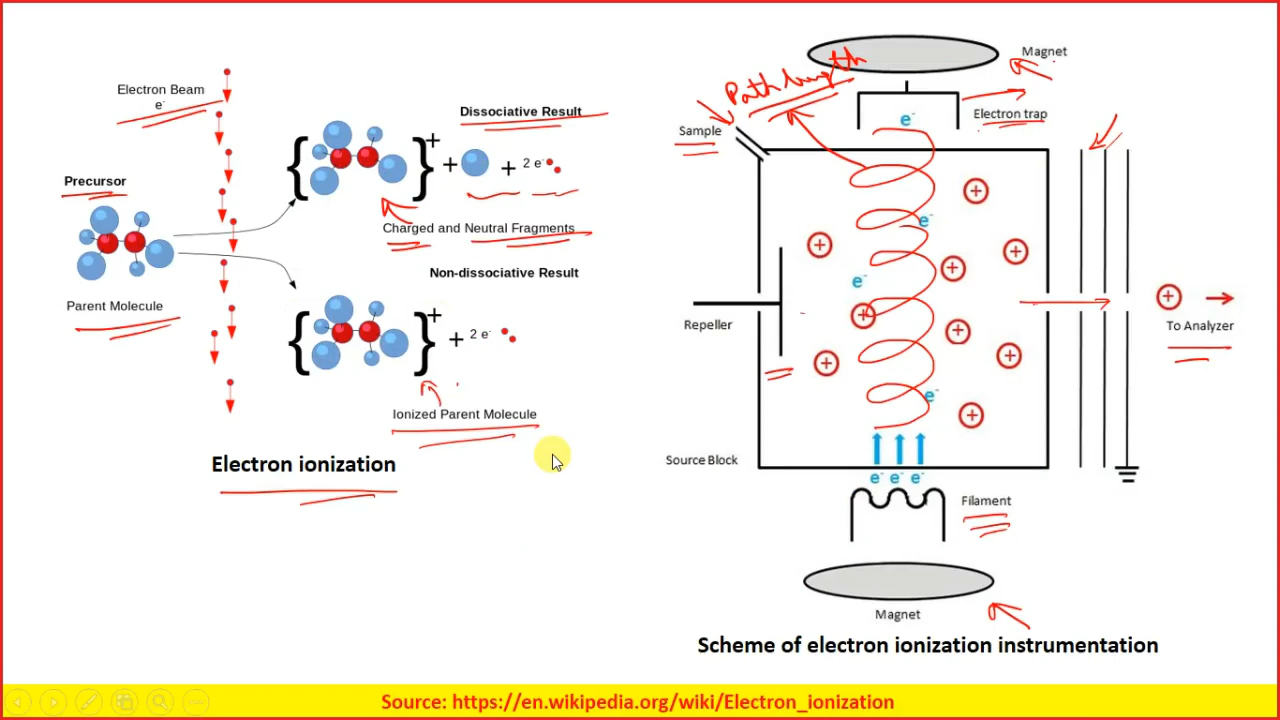 Electron Beam
e-
Precursor
Parent Molecule
Dissociative Result
{ }+ + + 2 e-
Charged and Neutral Fragments
Non-dissociative Result
{ }+ + 2 e-
Ionized Parent Molecule
Electron ionization
Magnet
Path length
Electron trap
e-
Sample
+
e-
+
+
+
e-
+
+
To Analyzer
Repeller
+
+
+
e-
+
Source Block
e- e- e-
Filament
Magnet
Scheme of electron ionization instrumentation
Source: https://en.wikipedia.org/wiki/Electron_ionization